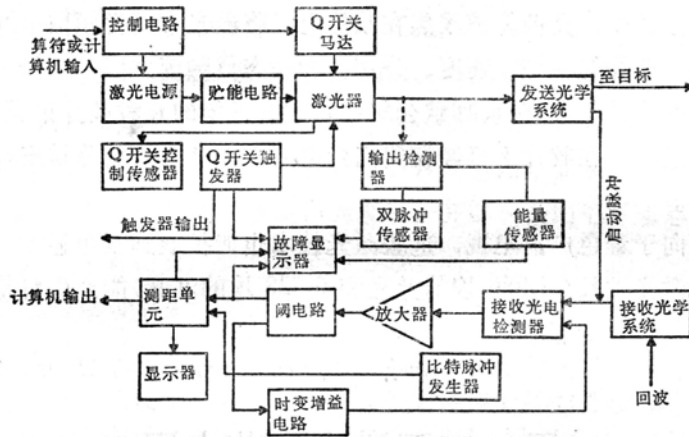 控制电路
Q开关
马达
算符或计
算机输入
激光电源
贮能电路
激光器
发送光学
系统
至目标
Q开关控
制传感器
Q开关触
发器
输出检测
器
启动脉冲
触发器输出
双脉冲
传感器
能量
传感器
故障显
示器
计算机输出
测距单
元
阈电路
放大器
接收光电
检测器
接收光学
系统
显示器
比特脉冲
发生器
回波
时变增益
电路